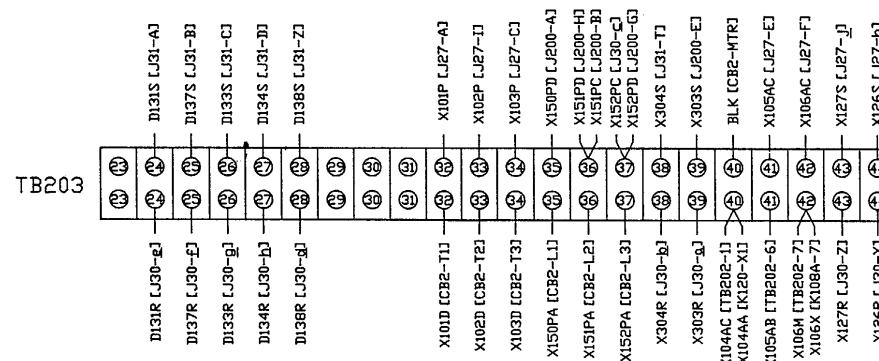 D131S [J31-A]
D137S [J31-B]
D133S [J31-C]
D134S [J31-D]
D138S [J31-Z]
X101P [J27-A]
X102P [J27-I]
X103P [J27-C]
X150PD [J200-A]
X151PD [J200-H]
X151PC [J200-B]
X152PC [J30-c]
X152PD [J200-G]
X304S [J31-T]
X303S [J200-E]
BLK [CB2-MTR]
X105AC [J27-E]
X106AC [J27-F]
X127S [J27-j]
X126S [J27-h]
TB203
23 24 25 26 27 28 29 30 31 32 33 34 35 36 37 38 39 40 41 42 43
23 24 25 26 27 28 29 30 31 32 33 34 35 36 37 38 39 40 41 42 43
D131R [J30-e]
D137R [J30-f]
D133R [J30-g]
D134R [J30-h]
D138R [J30-d]
X101D [CB2-T1]
X102D [CB2-T2]
X103D [CB2-T3]
X150PA [CB2-L1]
X151PA [CB2-L2]
X152PA [CB2-L3]
X304R [J30-b]
X303R [J30-a]
X104AC [TB202-1]
X104AA [K120-X1]
X105AB [TB202-6]
X106M [TB202-7]
X106X [K108A-7]
X127R [J30-Z]
X126R [J30-Y]